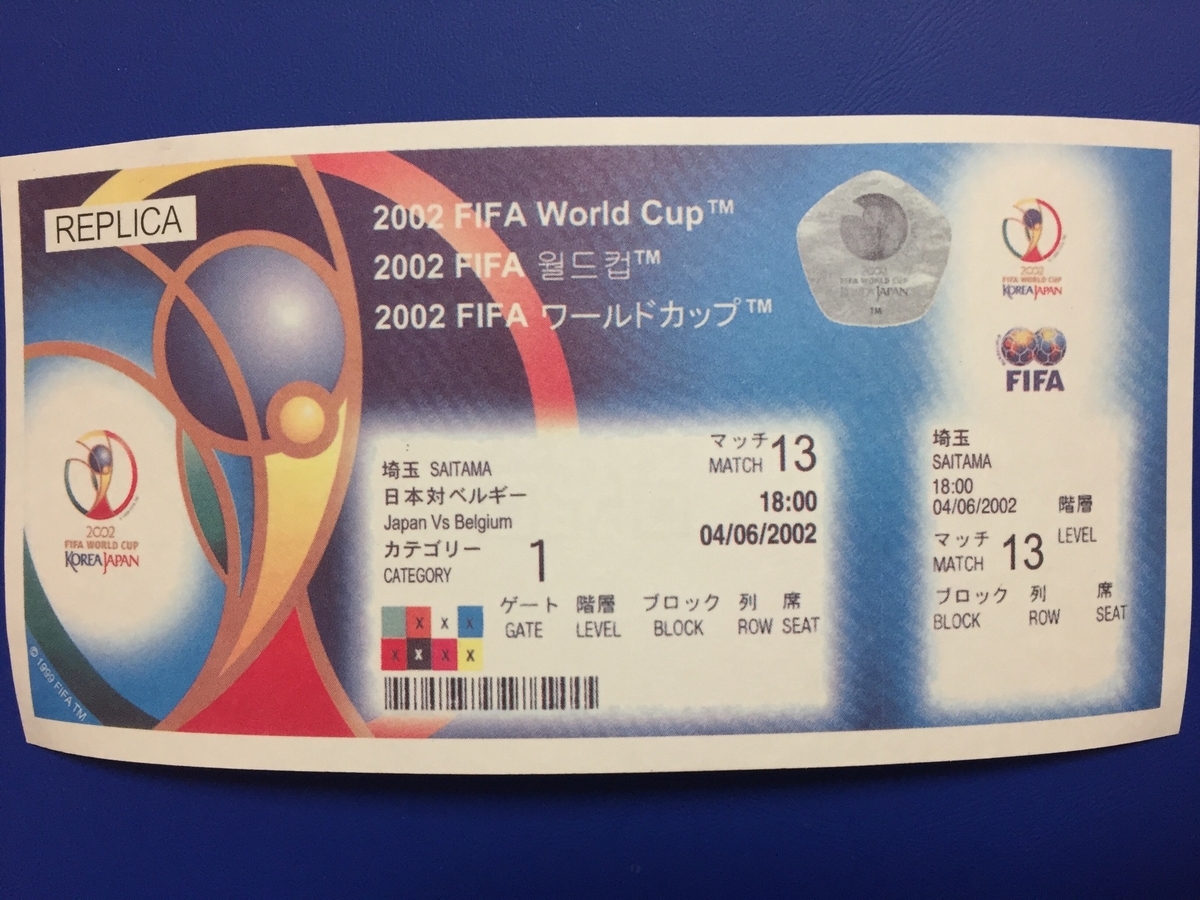 REPLICA
2002 FIFA World Cup™
2002 FIFA 월드컵™
2002 FIFA ワールドカップ™
2002
FIFA WORLD CUP
KOREA JAPAN
TM
2002
FIFA WORLD CUP
KOREA JAPAN
FIFA
2002
FIFA WORLD CUP
KOREA JAPAN
© 1999 FIFA TM
埼玉 SAITAMA
日本対ベルギー
Japan Vs Belgium
カテゴリー
CATEGORY 1
マッチ
MATCH 13
18:00
04/06/2002
X X X
X X X X
ゲート 階層 ブロック 列 席
GATE LEVEL BLOCK ROW SEAT
埼玉
SAITAMA
18:00
04/06/2002
階層
LEVEL
マッチ
MATCH 13
ブロック 列 席
BLOCK ROW SEAT